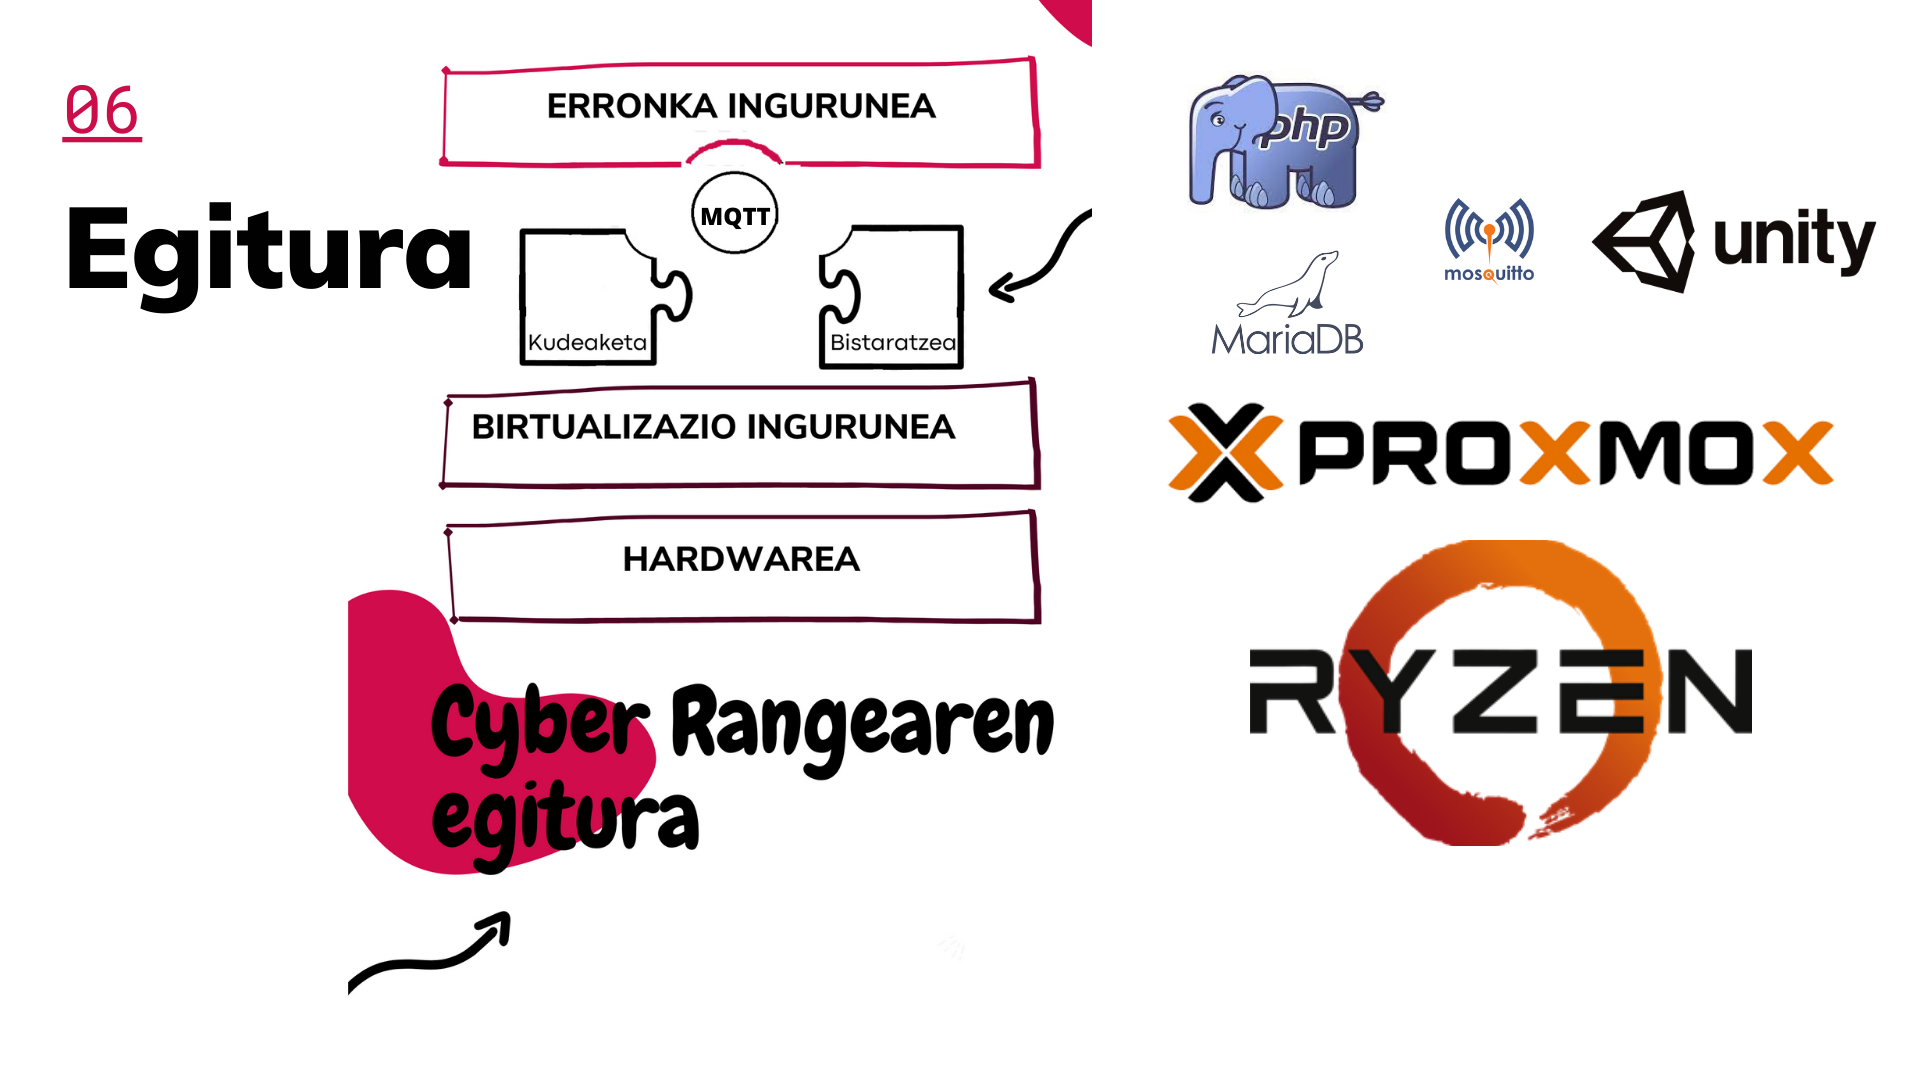 06
Egitura
ERRONKA INGURUNEA
MQTT
Kudeaketa
Bistaratzea
BIRTUALIZAZIO INGURUNEA
HARDWAREA
Cyber Rangearen
egitura
php
mosquitto
unity
MariaDB
PROXMOX
RYZEN